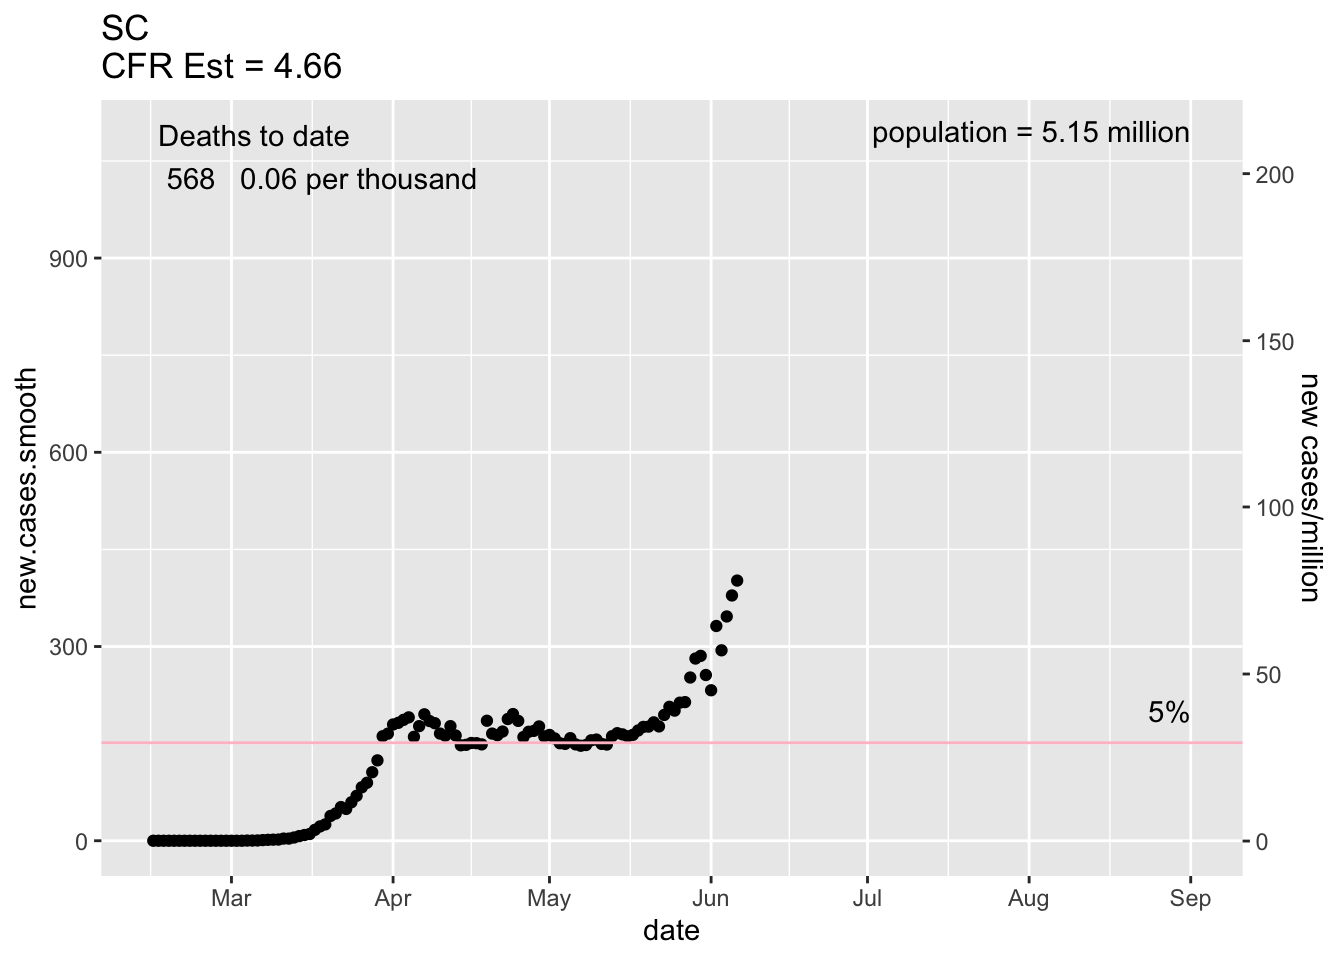 SC
CFR Est = 4.66
Deaths to date
568 0.06 per thousand
population = 5.15 million
200
900
150
new.cases.smooth
new cases/million
600
100
300
50
5%
0
0
Mar Apr May Jun Jul Aug Sep
date